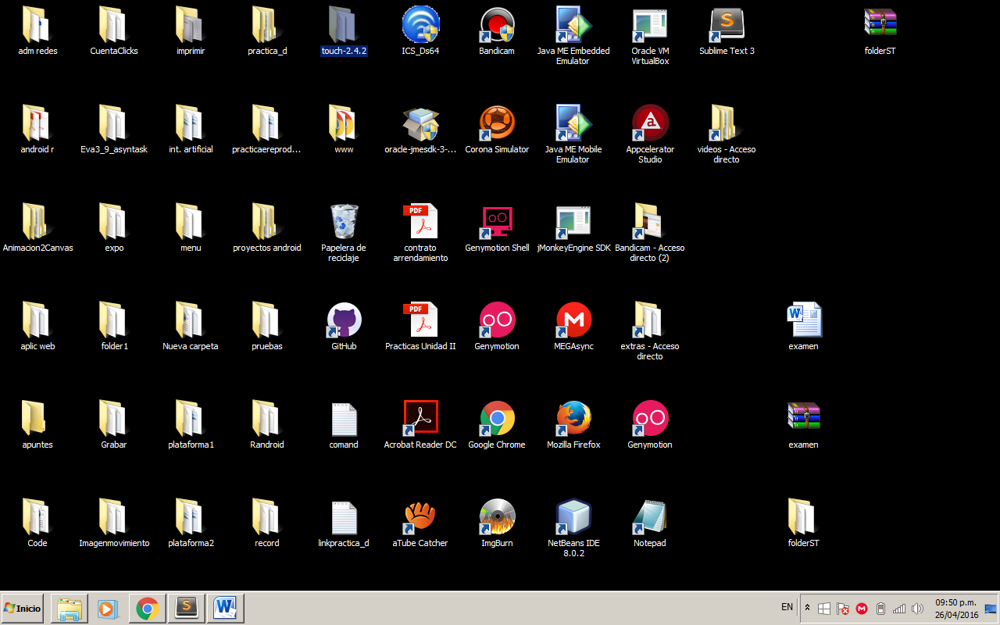 adm redes
CuentaClicks
imprimir
practica_d
touch-2.4.2
ICS_Ds64
Bandicam
Java ME Embedded
Emulator
Oracle VM
VirtualBox
Sublime Text 3
folderST
android r
Eva3_9_asyntask
int. artificial
practicaereprod...
www
oracle-jmesdk-3-...
Corona Simulator
Java ME Mobile
Emulator
Appcelerator
Studio
videos - Acceso
directo
Animacion2Canvas
expo
menu
proyectos android
Papelera de
reciclaje
PDF
contrato
arrendamiento
Genymotion Shell
jMonkeyEngine SDK
Bandicam - Acceso
directo (2)
aplic web
folder1
Nueva carpeta
pruebas
GitHub
PDF
Practicas Unidad II
Genymotion
MEGAsync
extras - Acceso
directo
examen
apuntes
Grabar
plataforma1
Randroid
comand
Acrobat Reader DC
Google Chrome
Mozilla Firefox
Genymotion
examen
Code
Imagenmovimiento
plataforma2
record
linkpractica_d
aTube Catcher
ImgBurn
NetBeans IDE
8.0.2
Notepad
folderST
Inicio
EN
09:50 p.m.
26/04/2016